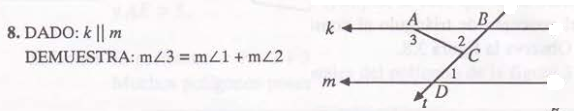 8. DADO: k || m
DEMUESTRA: m∠3 = m∠1 + m∠2
k
A
B
3
2
C
m
1
D
t